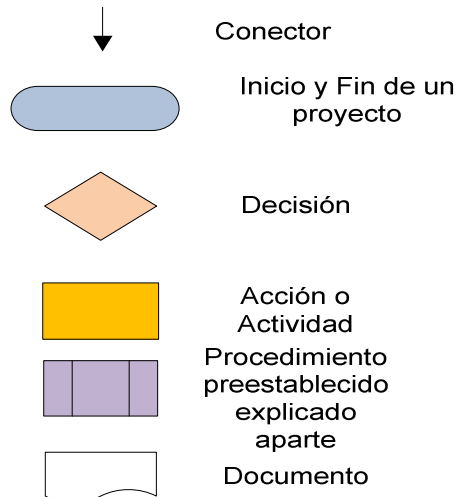 Conector
Inicio y Fin de un
proyecto
Decisión
Acción o
Actividad
Procedimiento
preestablecido
explicado
aparte
Documento